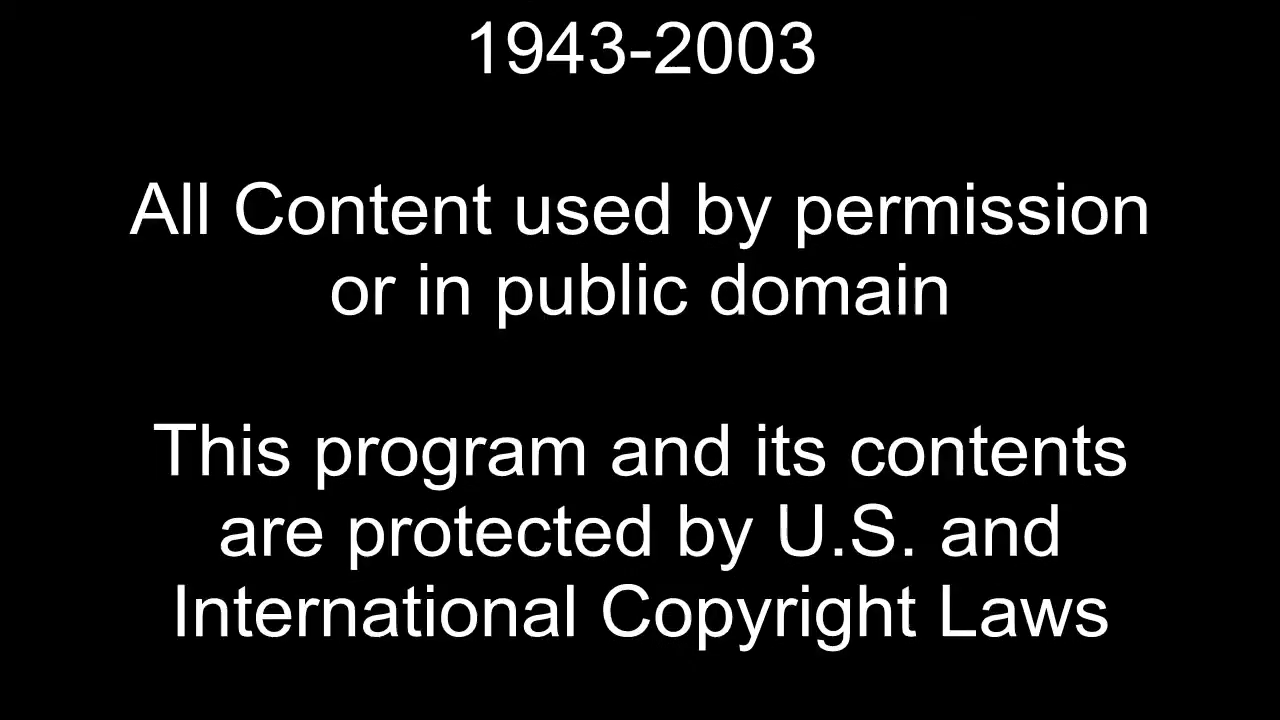 1943-2003
All Content used by permission
or in public domain
This program and its contents
are protected by U.S. and
International Copyright Laws